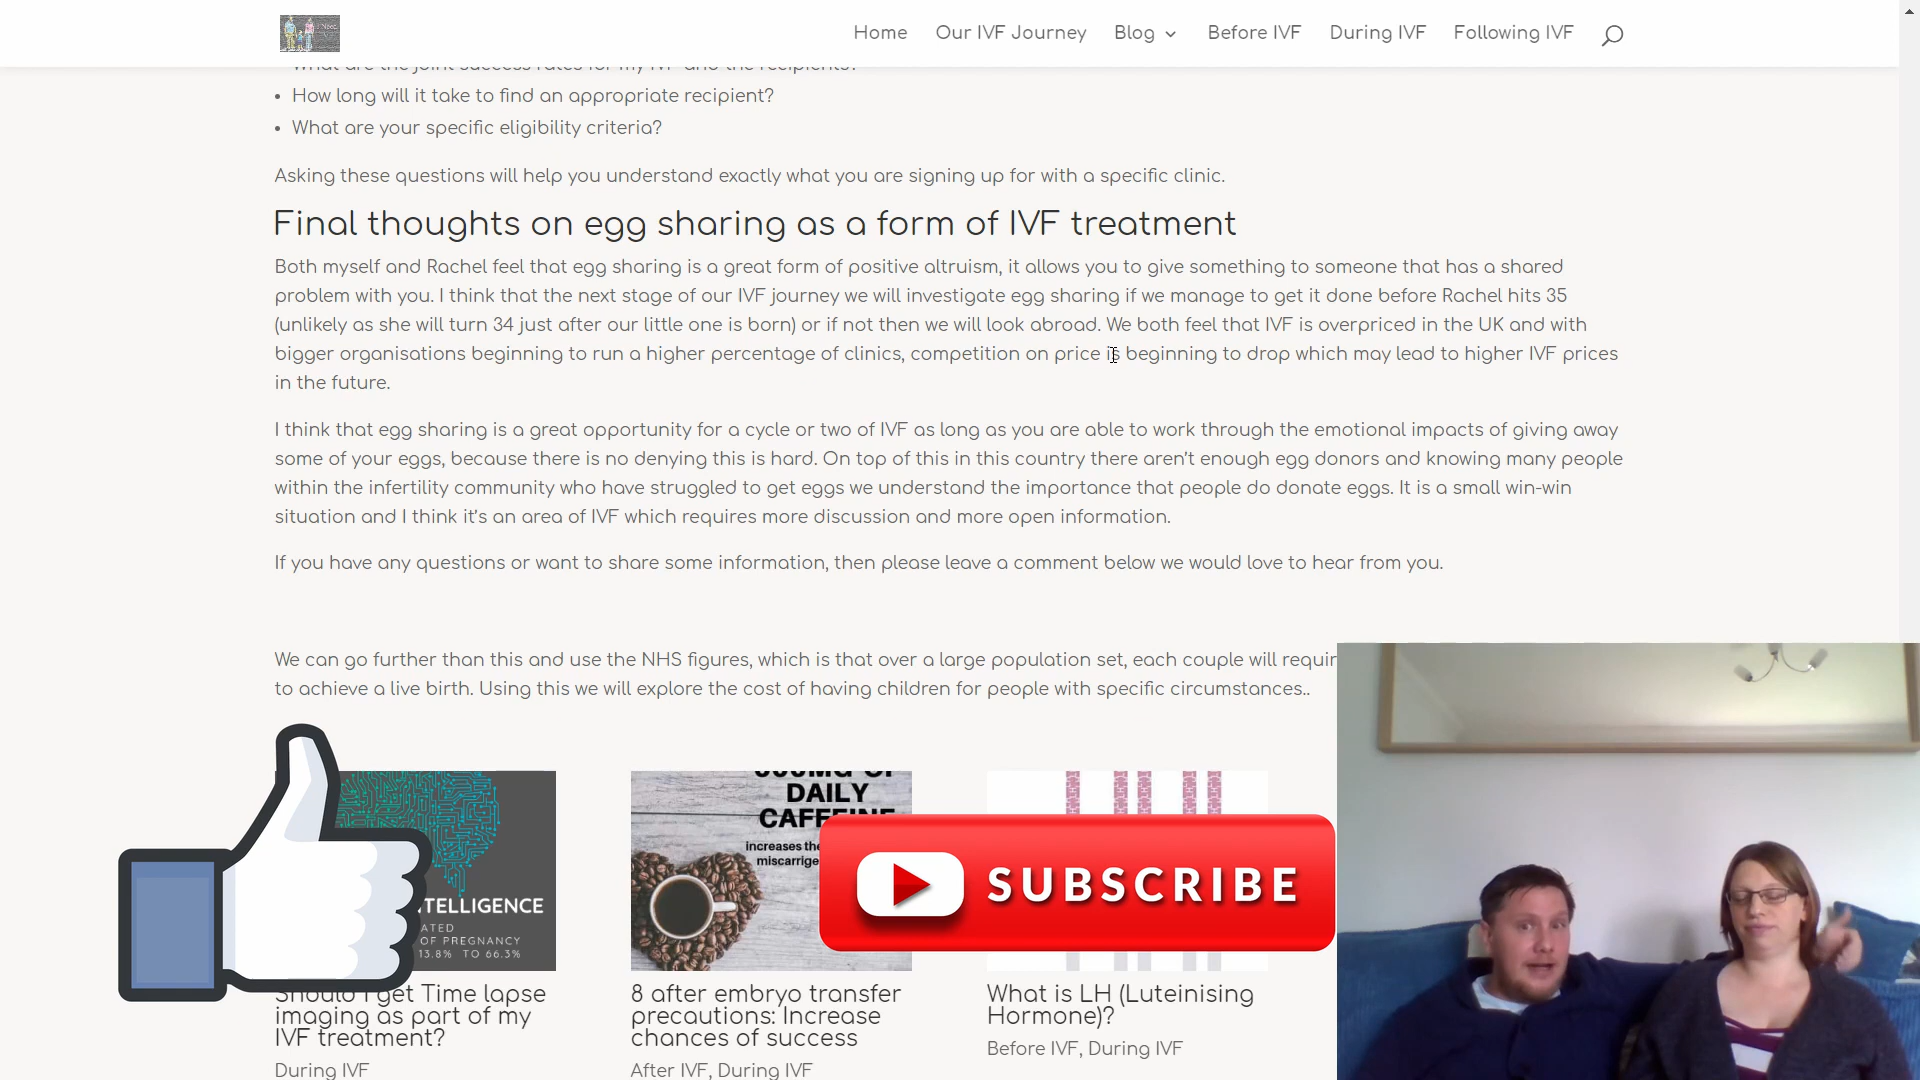 Home Our IVF Journey Blog Before IVF During IVF Following IVF
What are the joint success rates for my IVF and the recipients?
• How long will it take to find an appropriate recipient?
• What are your specific eligibility criteria?
Asking these questions will help you understand exactly what you are signing up for with a specific clinic.
Final thoughts on egg sharing as a form of IVF treatment
Both myself and Rachel feel that egg sharing is a great form of positive altruism, it allows you to give something to someone that has a shared
problem with you. I think that the next stage of our IVF journey we will investigate egg sharing if we manage to get it done before Rachel hits 35
(unlikely as she will turn 34 just after our little one is born) or if not then we will look abroad. We both feel that IVF is overpriced in the UK and with
bigger organisations beginning to run a higher percentage of clinics, competition on price is beginning to drop which may lead to higher IVF prices
in the future.
I think that egg sharing is a great opportunity for a cycle or two of IVF as long as you are able to work through the emotional impacts of giving away
some of your eggs, because there is no denying this is hard. On top of this in this country there aren't enough egg donors and knowing many people
within the infertility community who have struggled to get eggs we understand the importance that people do donate eggs. It is a small win-win
situation and I think it's an area of IVF which requires more discussion and more open information.
If you have any questions or want to share some information, then please leave a comment below we would love to hear from you.
We can go further than this and use the NHS figures, which is that over a large population set, each couple will requir
to achieve a live birth. Using this we will explore the cost of having children for people with specific circumstances..
TELLIGENCE
ATED
OF PREGNANCY
13.8% TO 66.3%
DAILY
CAFFEINE
increases the
miscarrige
SUBSCRIBE
Should I get Time lapse
imaging as part of my
IVF treatment?
During IVF
8 after embryo transfer
precautions: Increase
chances of success
After IVF, During IVF
What is LH (Luteinising
Hormone)?
Before IVF, During IVF